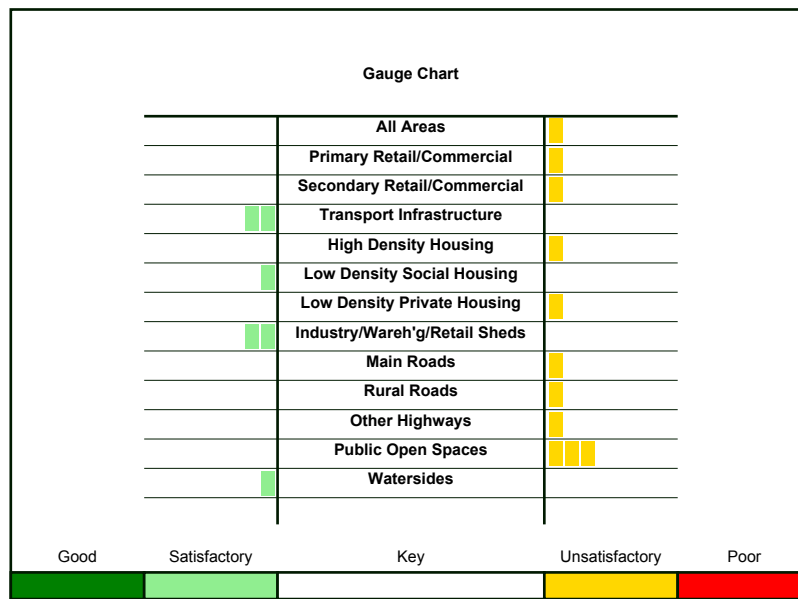 Gauge Chart
All Areas
Primary Retail/Commercial
Secondary Retail/Commercial
Transport Infrastructure
High Density Housing
Low Density Social Housing
Low Density Private Housing
Industry/Wareh'g/Retail Sheds
Main Roads
Rural Roads
Other Highways
Public Open Spaces
Watersides
Good Satisfactory Key Unsatisfactory Poor